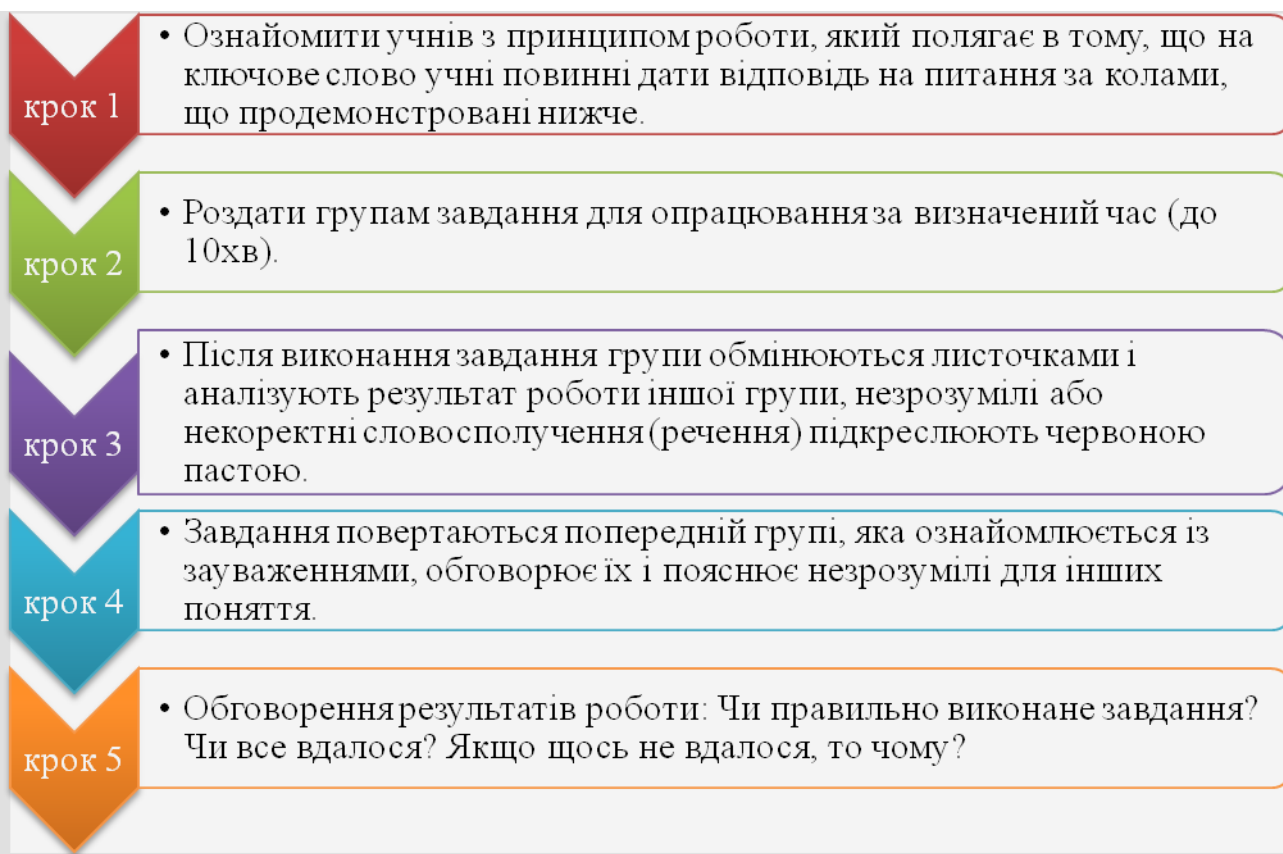 крок 1
• Ознайомити учнів з принципом роботи, який полягає в тому, що на
ключове слово учні повинні дати відповідь на питання за колами,
що продемонстровані нижче.
крок 2
• Роздати групам завдання для опрацювання за визначений час (до
10хв).
крок 3
• Після виконання завдання групи обмінюються листочками і
аналізують результат роботи іншої групи, незрозумілі або
некоректні словосполучення (речення) підкреслюють червоною
пастою.
крок 4
• Завдання повертаються попередній групі, яка ознайомлюється із
зауваженнями, обговорює їх і пояснює незрозумілі для інших
поняття.
крок 5
• Обговорення результатів роботи: Чи правильно виконане завдання?
Чи все вдалося? Якщо щось не вдалося, то чому?